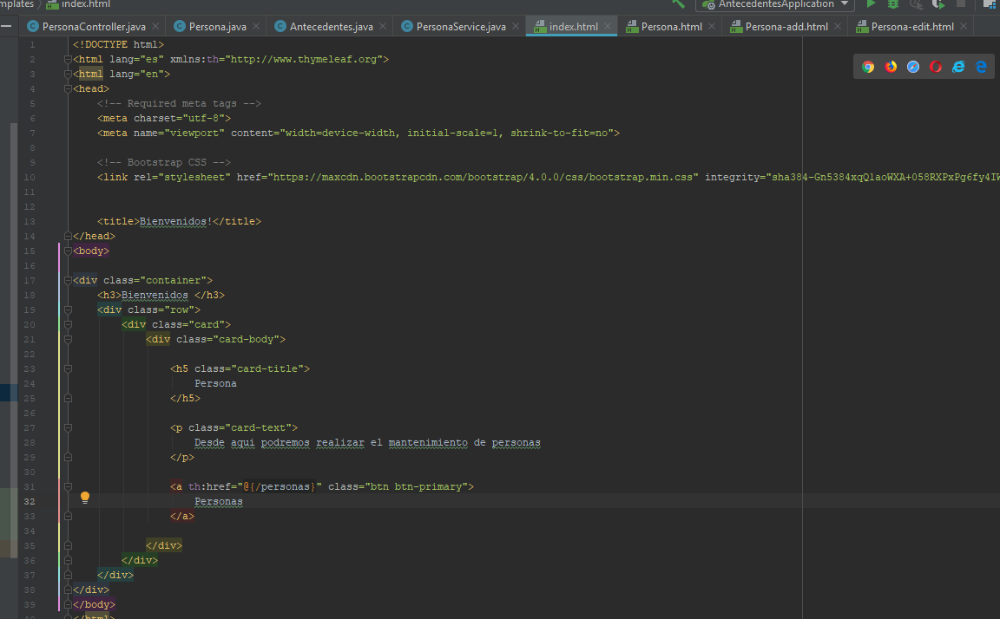 mplates index.html AntecedentesApplication
PersonaController.java Persona.java Antecedentes.java PersonaService.java index.html Persona.html Persona-add.html Persona-edit.html
1 <!DOCTYPE html>
2 <html lang="es" xmlns:th="http://www.thymeleaf.org">
3 <html lang="en">
4 <head>
5 <!-- Required meta tags -->
6 <meta charset="utf-8">
7 <meta name="viewport" content="width=device-width, initial-scale=1, shrink-to-fit=no">
8
9 <!-- Bootstrap CSS -->
10 <link rel="stylesheet" href="https://maxcdn.bootstrapcdn.com/bootstrap/4.0.0/css/bootstrap.min.css" integrity="sha384-Gn5384xqQ1aoWXA+058RXPxPg6fy4IW
11
12
13 <title>Bienvenidos!</title>
14 </head>
15 <body>
16
17 <div class="container">
18 <h3>Bienvenidos </h3>
19 <div class="row">
20 <div class="card">
21 <div class="card-body">
22
23 <h5 class="card-title">
24 Persona
25 </h5>
26
27 <p class="card-text">
28 Desde aqui podremos realizar el mantenimiento de personas
29 </p>
30
31 <a th:href="@{/personas}" class="btn btn-primary">
32 Personas
33 </a>
34
35 </div>
36 </div>
37 </div>
38 </div>
39 </body>
40 </html>